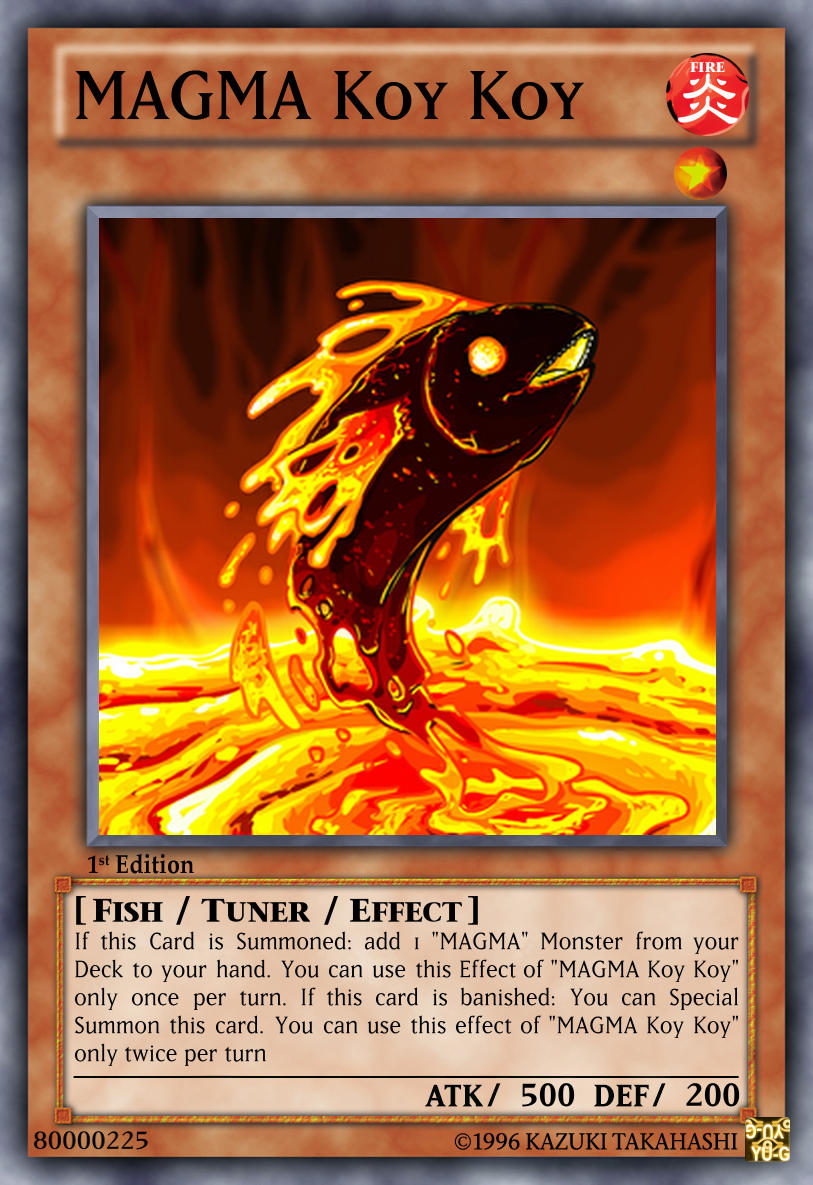 MAGMA Koy Koy
FIRE
炎
1st Edition
[ Fish / Tuner / Effect ]
If this Card is Summoned: add 1 "MAGMA" Monster from your
Deck to your hand. You can use this Effect of "MAGMA Koy Koy"
only once per turn. If this card is banished: You can Special
Summon this card. You can use this effect of "MAGMA Koy Koy"
only twice per turn
ATK/ 500 DEF/ 200
80000225
©1996 KAZUKI TAKAHASHI